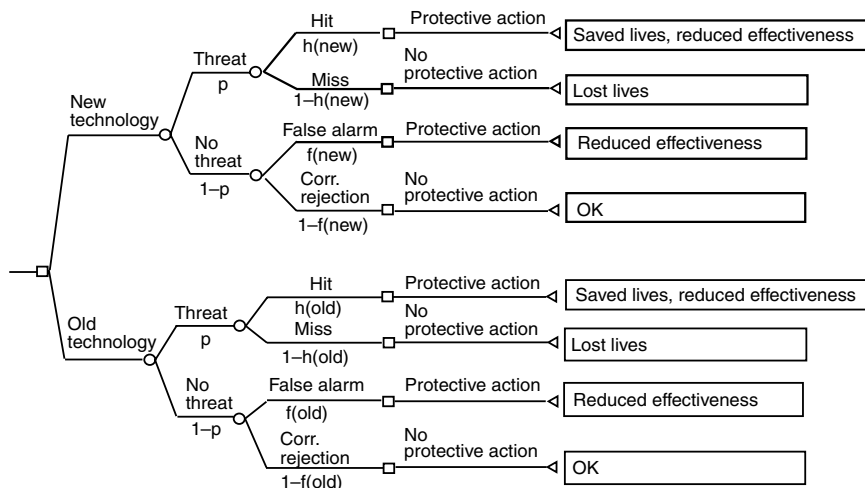 Hit
h(new)
Protective action
Saved lives, reduced effectiveness
Threat
p
Miss
1–h(new)
No
protective action
Lost lives
New
technology
No
threat
1–p
False alarm
f(new)
Protective action
Reduced effectiveness
Corr.
rejection
1–f(new)
No
protective action
OK
Old
technology
Threat
p
Hit
h(old)
Protective action
Saved lives, reduced effectiveness
Miss
1–h(old)
No
protective action
Lost lives
No
threat
1–p
False alarm
f(old)
Protective action
Reduced effectiveness
Corr.
rejection
1–f(old)
No
protective action
OK